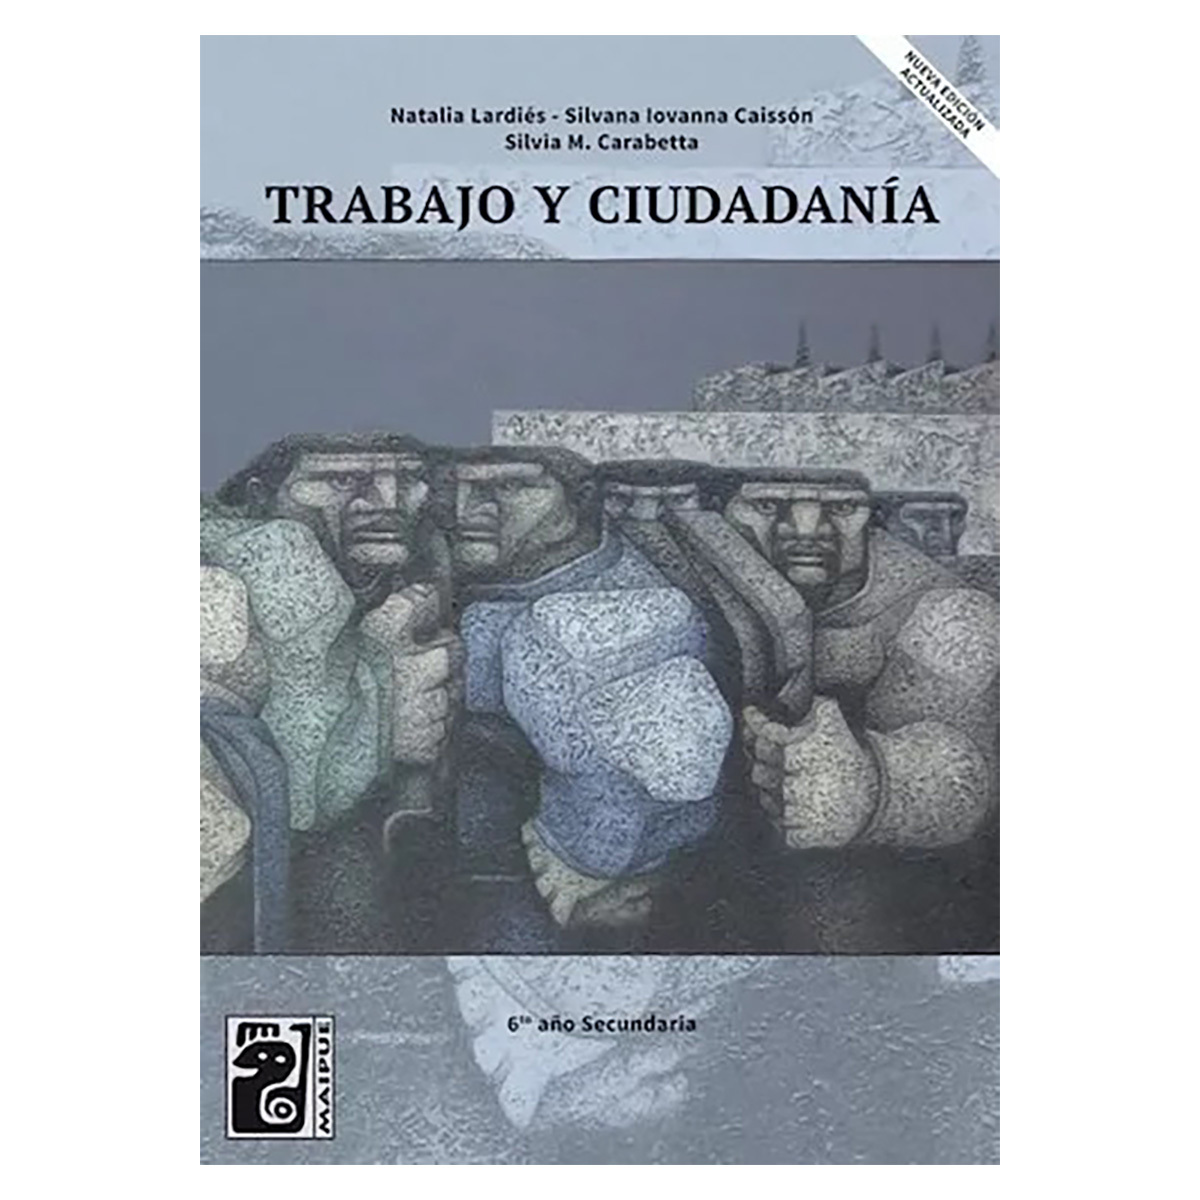 NUEVA EDICIÓN
ACTUALIZADA
Natalia Lardiés - Silvana Iovanna Caissón
Silvia M. Carabetta
TRABAJO Y CIUDADANÍA
6to año Secundaria
MAIPUE